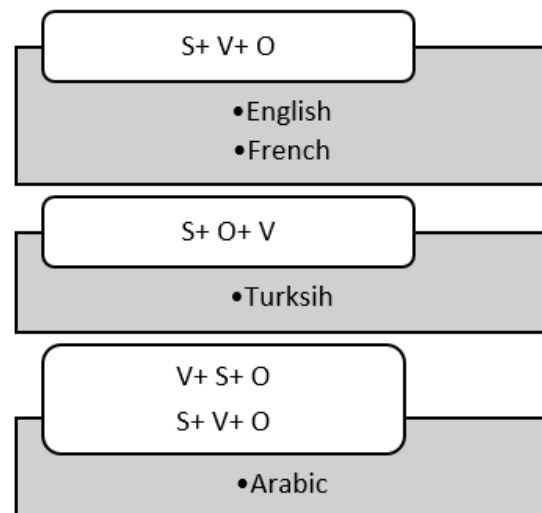 S+ V+ O
•English
•French
S+ O+ V
•Turksih
V+ S+ O
S+ V+ O
•Arabic